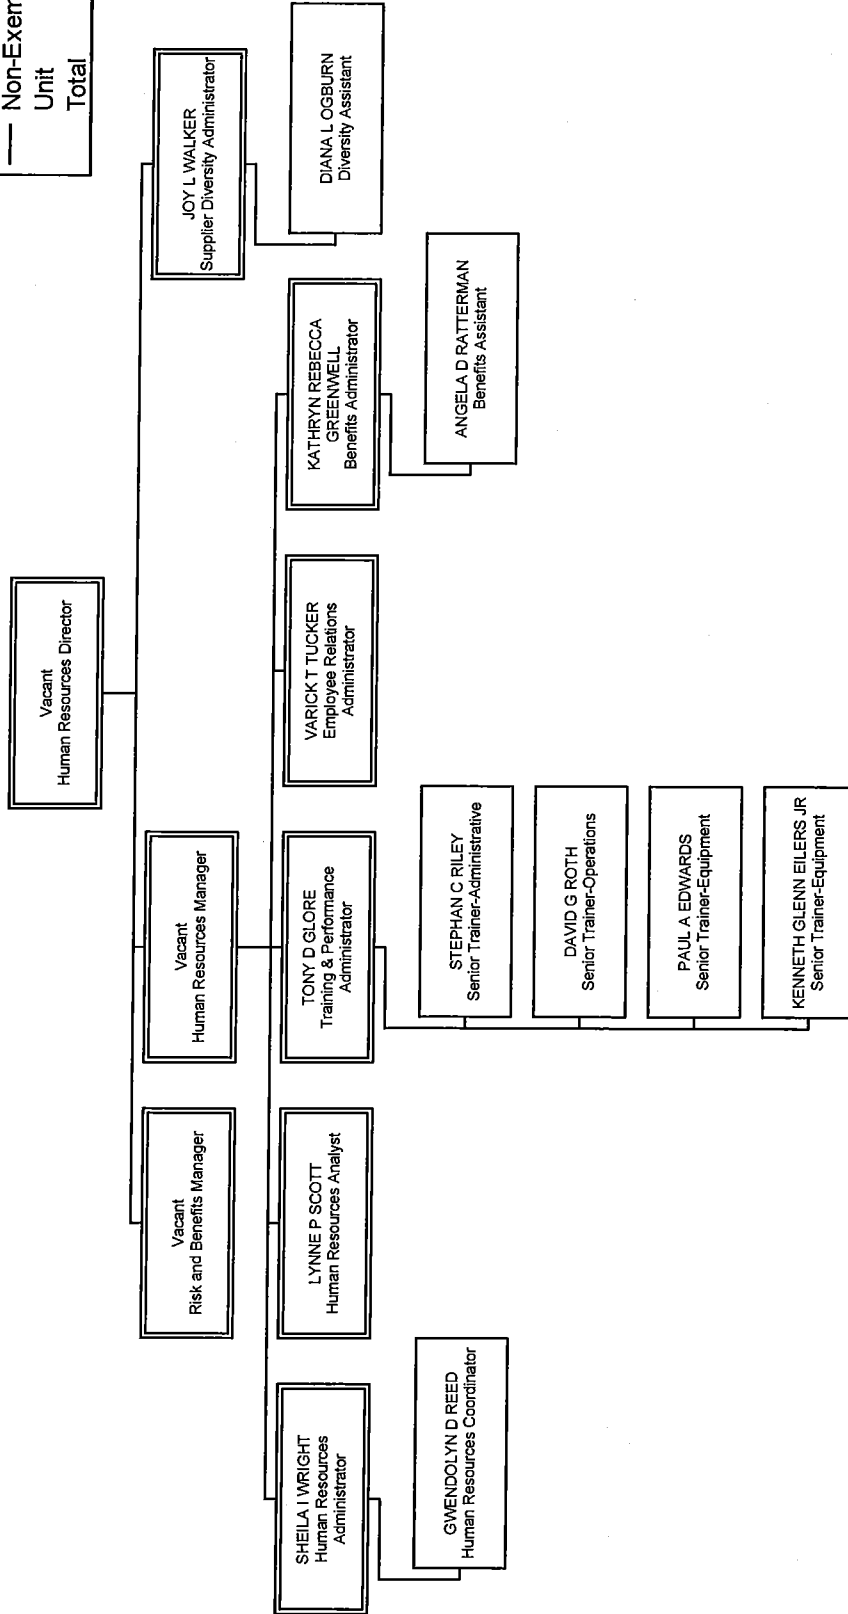 — Non-Exem
Unit
Total
Vacant
Human Resources Director
Vacant
Risk and Benefits Manager
Vacant
Human Resources Manager
JOY L WALKER
Supplier Diversity Administrator
SHEILA I WRIGHT
Human Resources
Administrator
LYNNE P SCOTT
Human Resources Analyst
TONY D GLORE
Training & Performance
Administrator
VARICK T TUCKER
Employee Relations
Administrator
KATHRYN REBECCA
GREENWELL
Benefits Administrator
DIANA L OGBURN
Diversity Assistant
GWENDOLYN D REED
Human Resources Coordinator
STEPHAN C RILEY
Senior Trainer-Administrative
DAVID G ROTH
Senior Trainer-Operations
PAUL A EDWARDS
Senior Trainer-Equipment
KENNETH GLENN EILERS JR
Senior Trainer-Equipment
ANGELA D RATTERMAN
Benefits Assistant